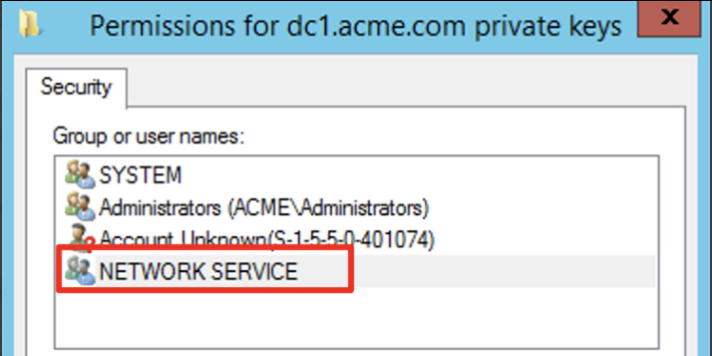 Permissions for dc1.acme.com private keys
x
Security
Group or user names:
SYSTEM
Administrators (ACME\Administrators)
Account Unknown(S-1-5-5-0-401074)
NETWORK SERVICE